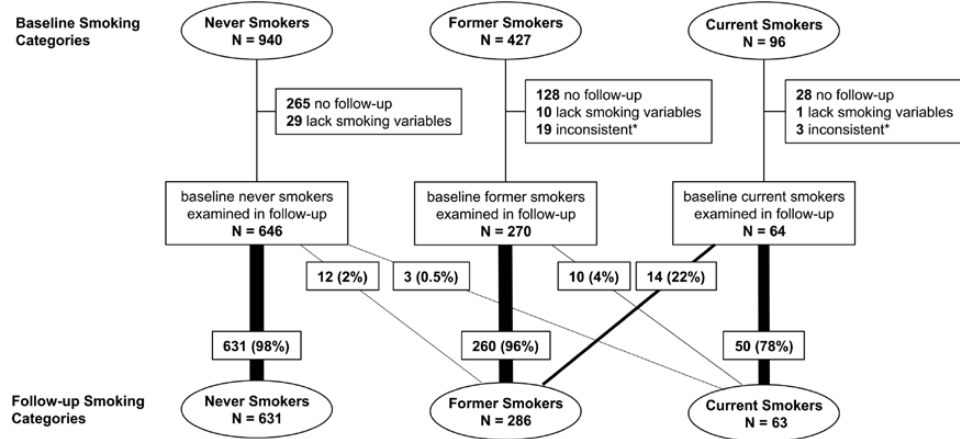 Baseline Smoking
Categories
Never Smokers
N = 940
Former Smokers
N = 427
Current Smokers
N = 96
265 no follow-up
29 lack smoking variables
128 no follow-up
10 lack smoking variables
19 inconsistent*
28 no follow-up
1 lack smoking variables
3 inconsistent*
baseline never smokers
examined in follow-up
N = 646
baseline former smokers
examined in follow-up
N = 270
baseline current smokers
examined in follow-up
N = 64
12 (2%)
3 (0.5%)
10 (4%)
14 (22%)
631 (98%)
260 (96%)
50 (78%)
Follow-up Smoking
Categories
Never Smokers
N = 631
Former Smokers
N = 286
Current Smokers
N = 63